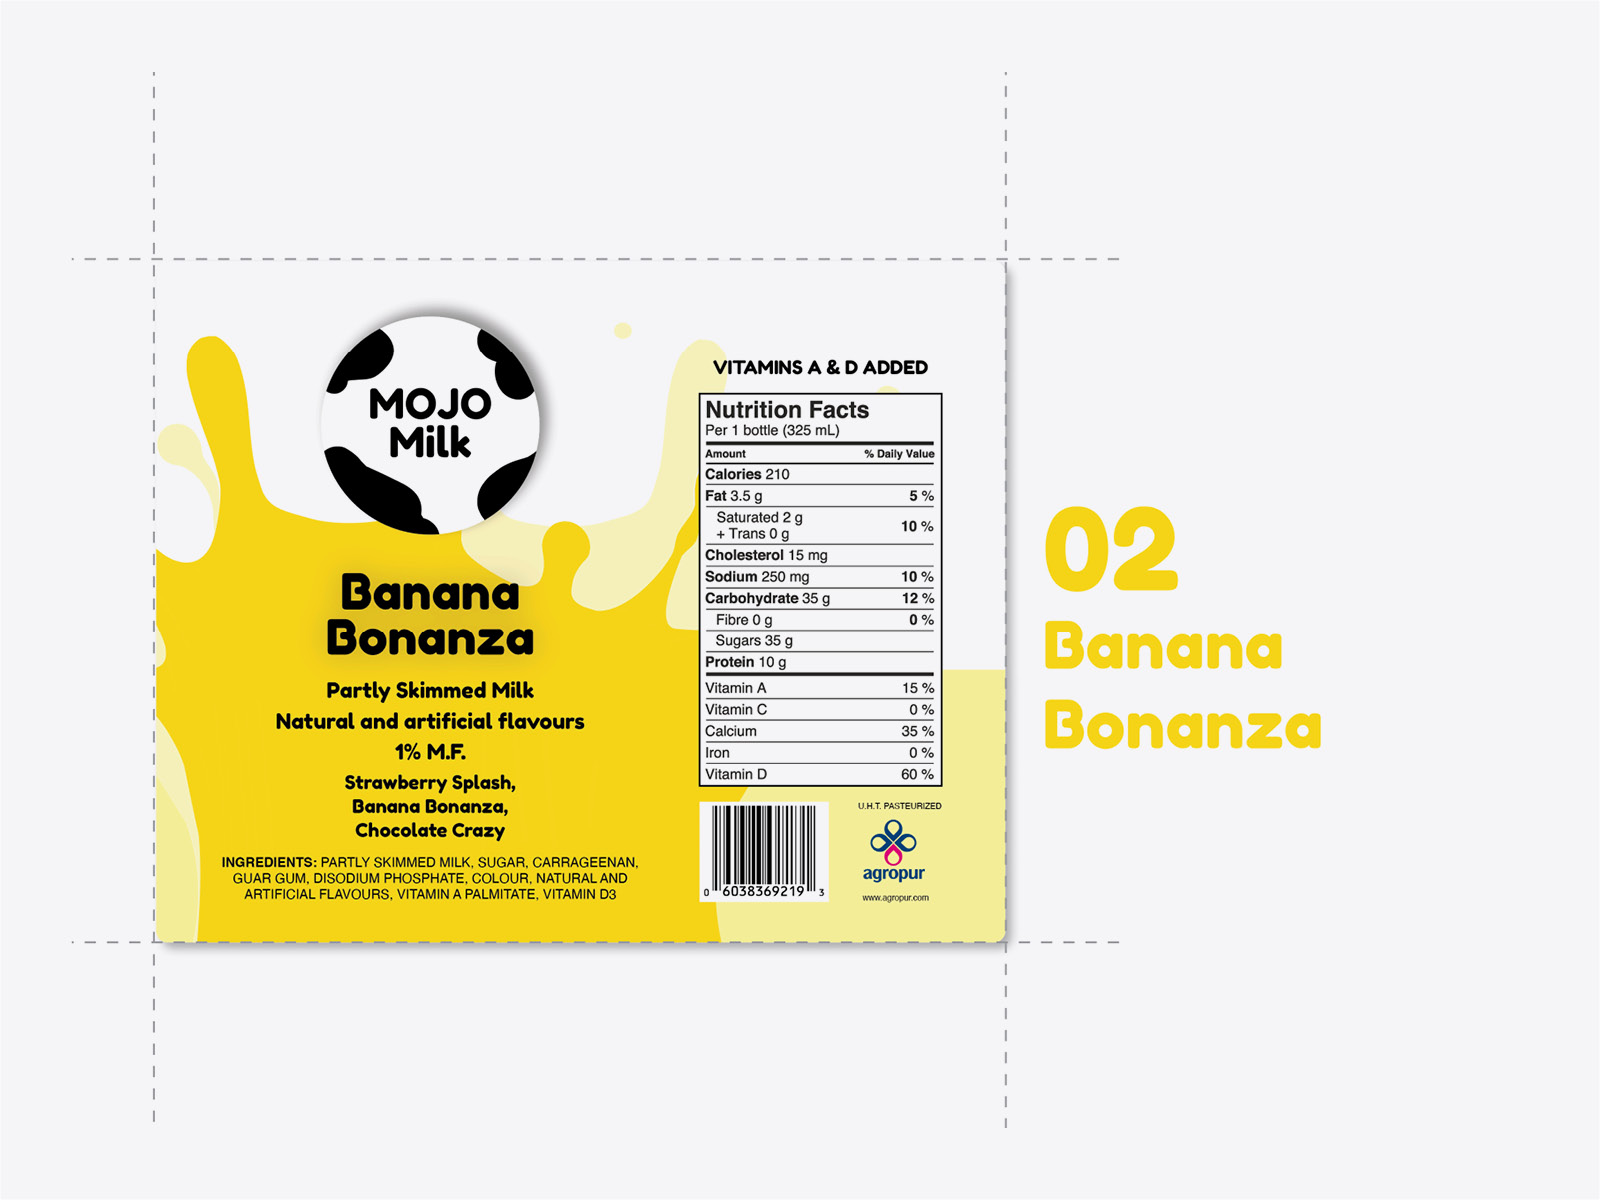 MOJO
Milk
Banana
Bonanza
Partly Skimmed Milk
Natural and artificial flavours
1% M.F.
Strawberry Splash,
Banana Bonanza,
Chocolate Crazy
INGREDIENTS: PARTLY SKIMMED MILK, SUGAR, CARRAGEENAN,
GUAR GUM, DISODIUM PHOSPHATE, COLOUR, NATURAL AND
ARTIFICIAL FLAVOURS, VITAMIN A PALMITATE, VITAMIN D3
VITAMINS A & D ADDED
Nutrition Facts
Per 1 bottle (325 mL)
Amount % Daily Value
Calories 210
Fat 3.5 g 5 %
Saturated 2 g
+ Trans 0 g 10 %
Cholesterol 15 mg
Sodium 250 mg 10 %
Carbohydrate 35 g 12 %
Fibre 0 g 0 %
Sugars 35 g
Protein 10 g
Vitamin A 15 %
Vitamin C 0 %
Calcium 35 %
Iron 0 %
Vitamin D 60 %
0 6038369219 3
U.H.T. PASTEURIZED
agropur
www.agropur.com
02
Banana
Bonanza